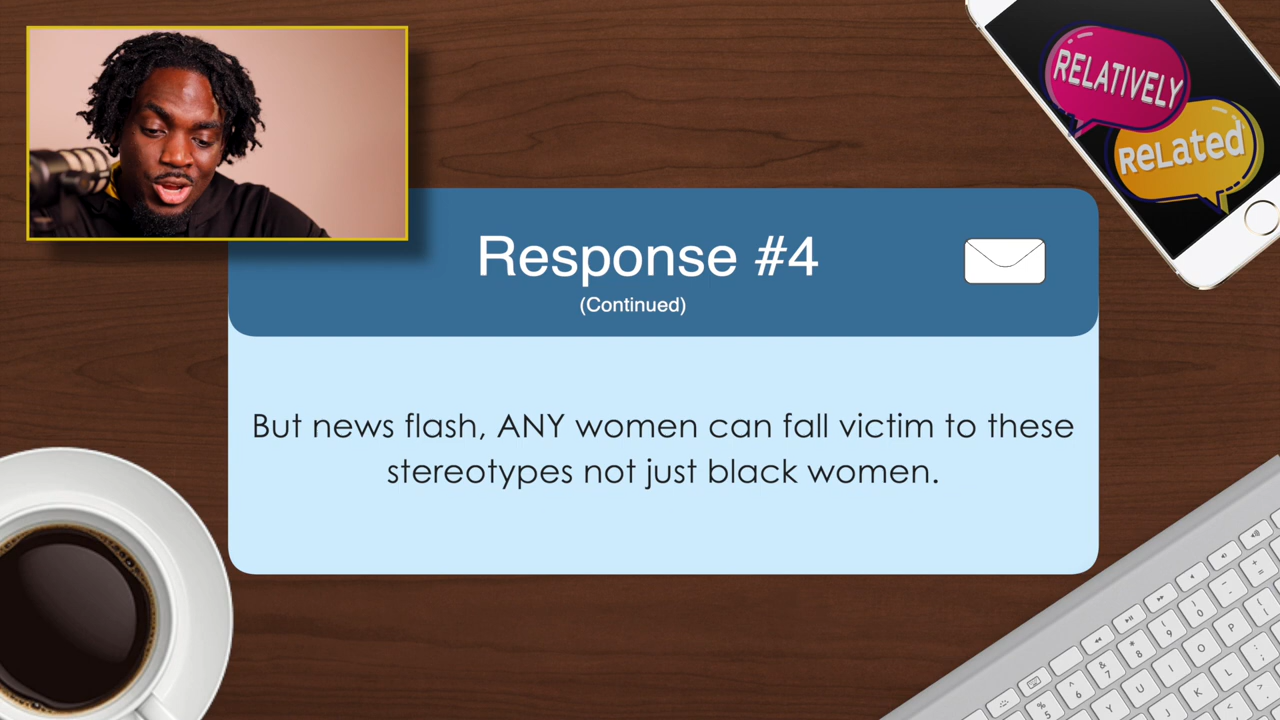 RELATIVELY
ReLated
Response #4
(Continued)
But news flash, ANY women can fall victim to these
stereotypes not just black women.